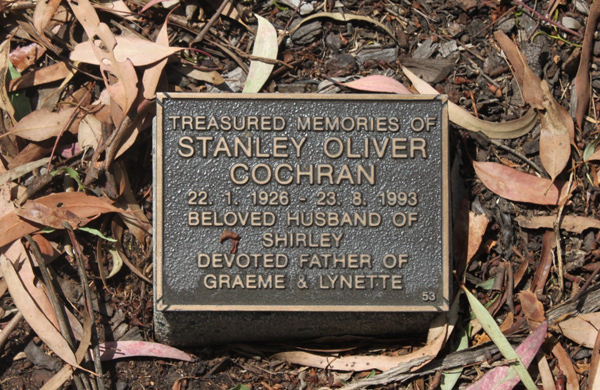 TREASURED MEMORIES OF
STANLEY OLIVER
COCHRAN
22. 1. 1926 - 23. 8. 1993
BELOVED HUSBAND OF
SHIRLEY
DEVOTED FATHER OF
GRAEME & LYNETTE
53